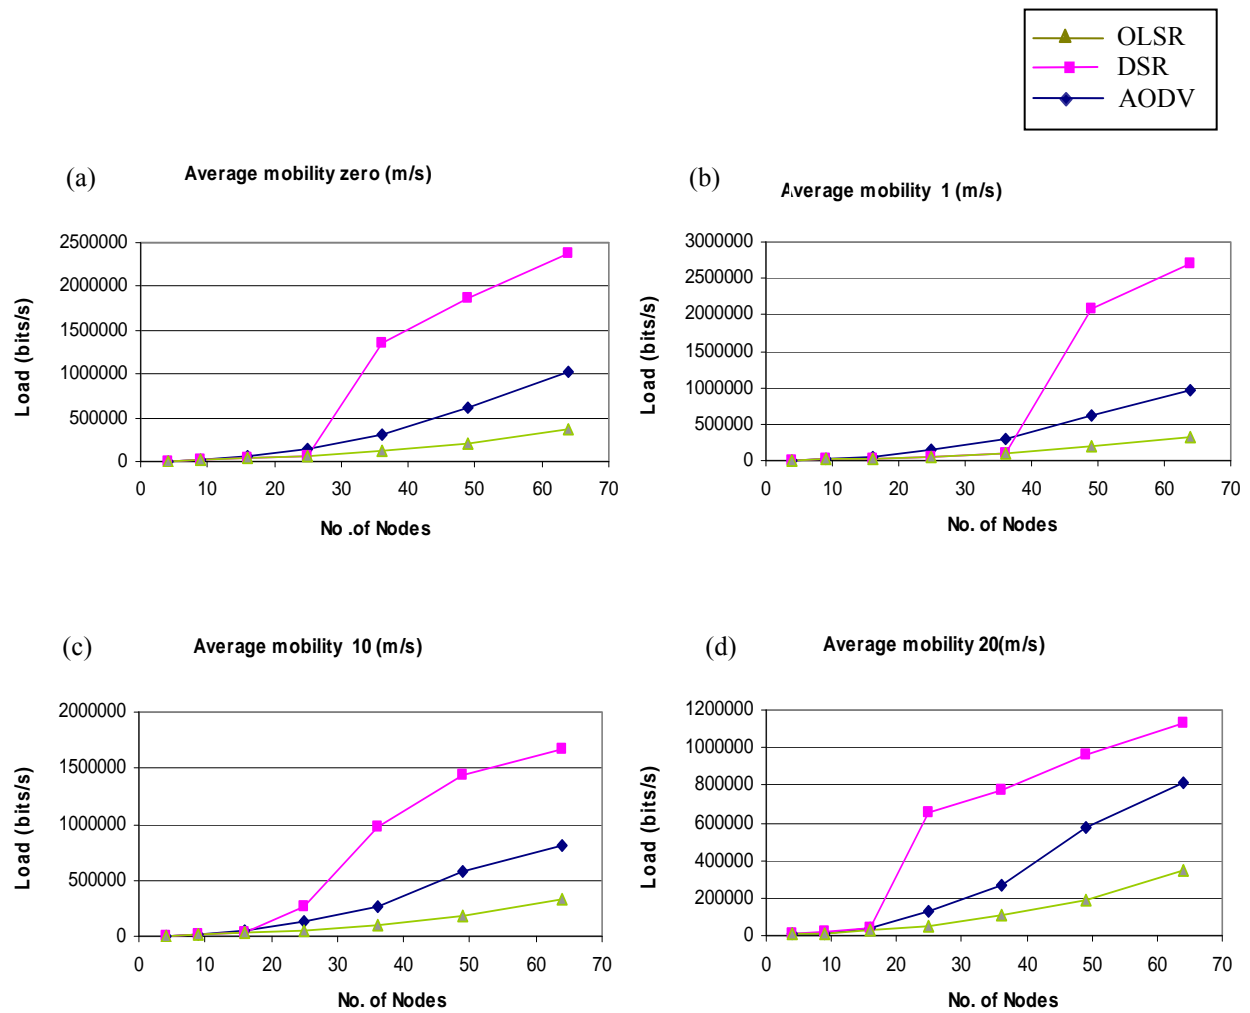 OLSR
DSR
AODV
(a) Average mobility zero (m/s)
2500000
2000000
1500000
1000000
500000
0
Load (bits/s)
0 10 20 30 40 50 60 70
No .of Nodes
(b) Average mobility 1 (m/s)
3000000
2500000
2000000
1500000
1000000
500000
0
Load (bits/s)
0 10 20 30 40 50 60 70
No. of Nodes
(c) Average mobility 10 (m/s)
2000000
1500000
1000000
500000
0
Load (bits/s)
0 10 20 30 40 50 60 70
No. of Nodes
(d) Average mobility 20(m/s)
1200000
1000000
800000
600000
400000
200000
0
Load (bits/s)
0 10 20 30 40 50 60 70
No. of Nodes